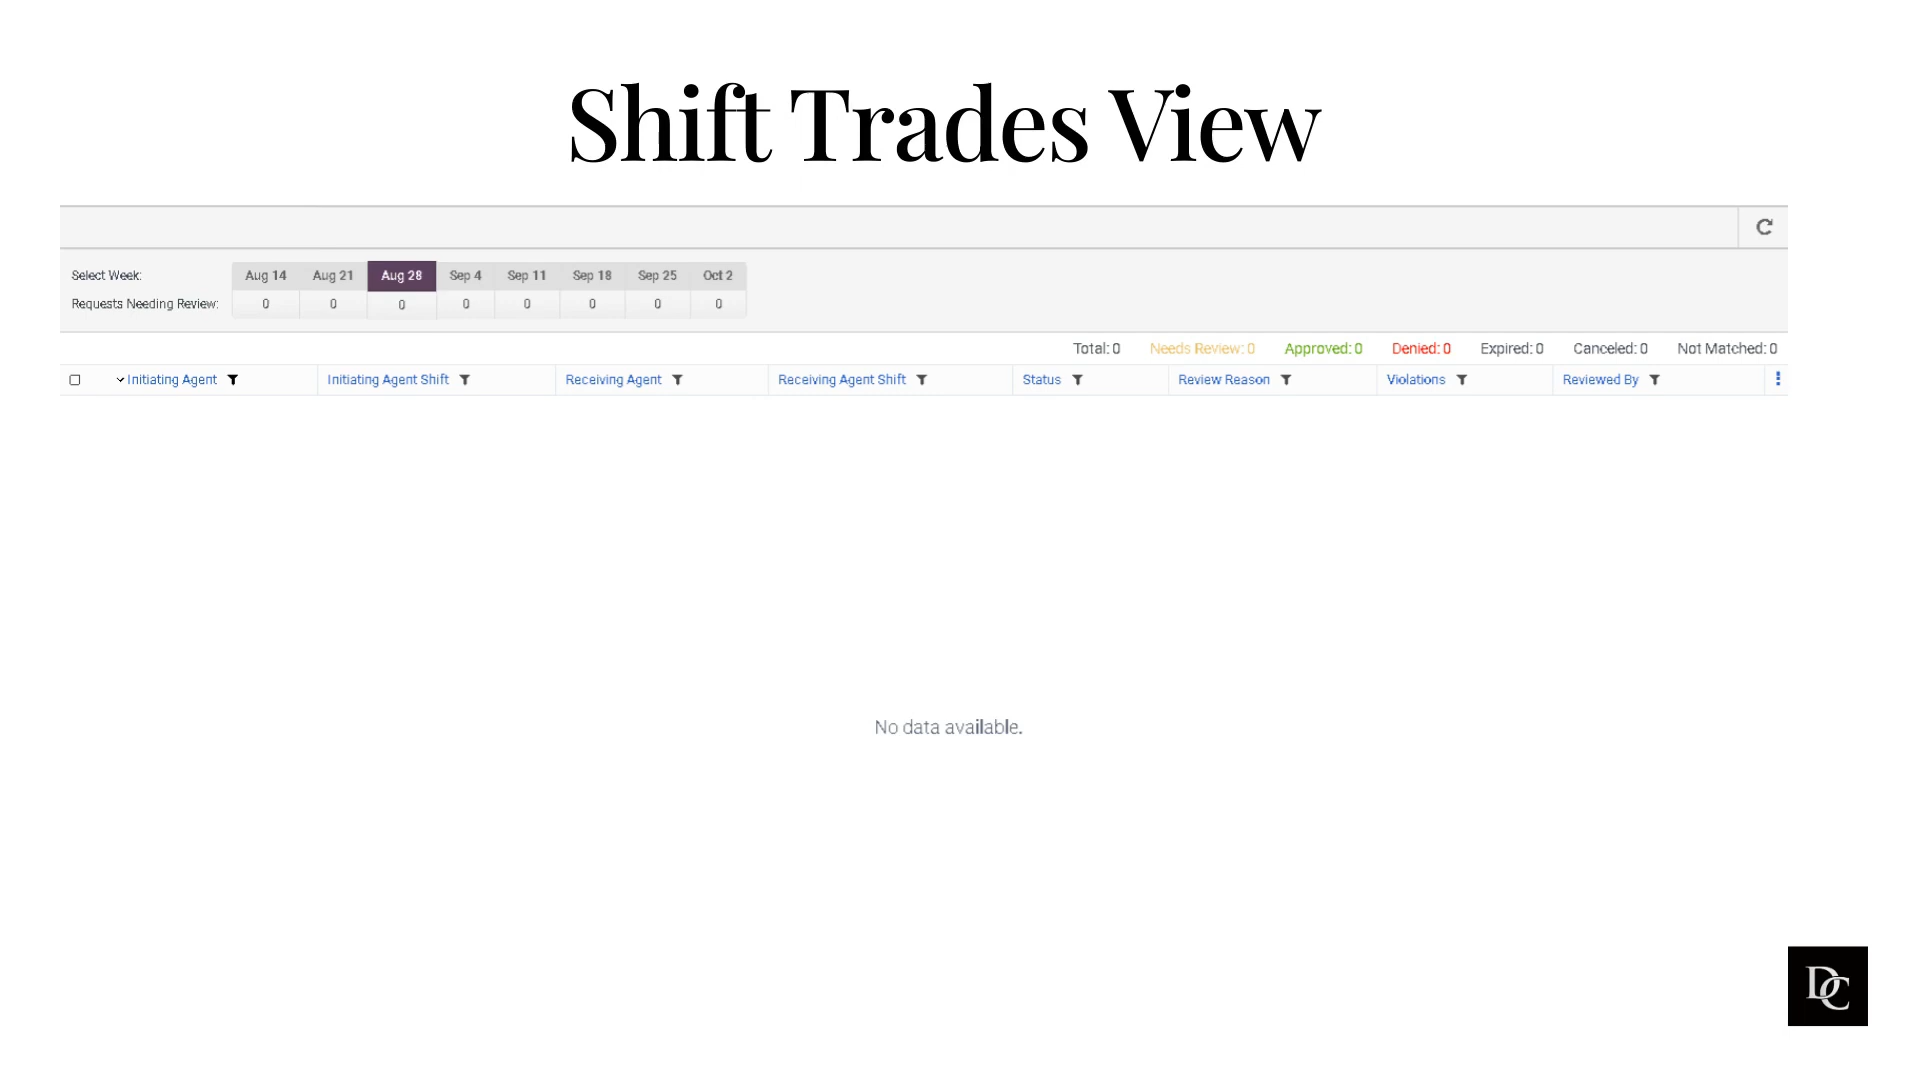 Shift Trades View
Select Week: Aug 14 Aug 21 Aug 28 Sep 4 Sep 11 Sep 18 Sep 25 Oct 2
Requests Needing Review: 0 0 0 0 0 0 0 0
Total: 0 Needs Review: 0 Approved: 0 Denied: 0 Expired: 0 Canceled: 0 Not Matched: 0
Initiating Agent Initiating Agent Shift Receiving Agent Receiving Agent Shift Status Review Reason Violations Reviewed By
No data available.
DC